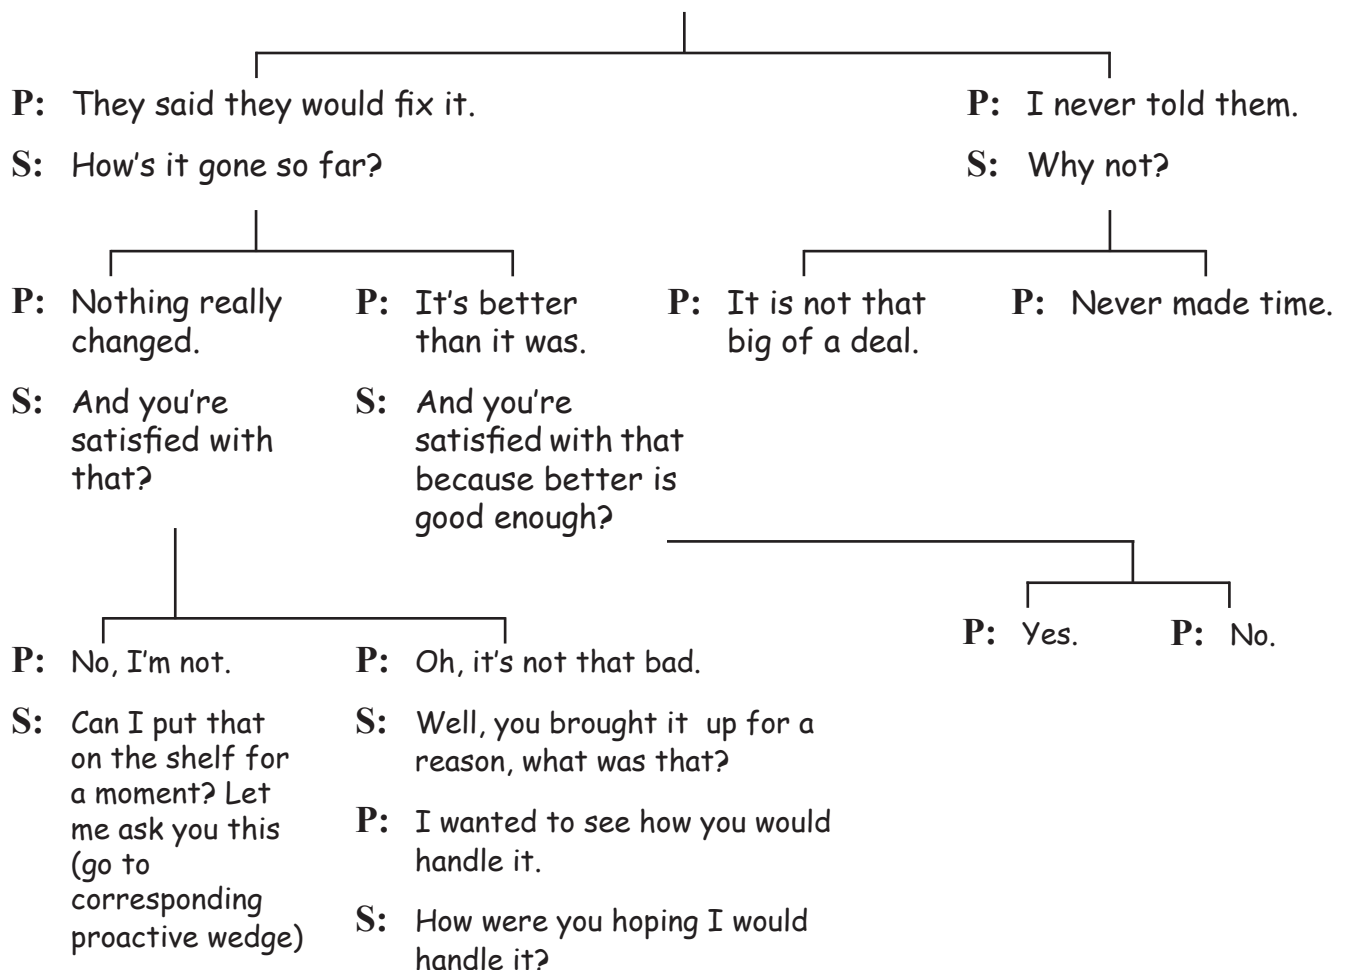 P: They said they would fix it.
S: How's it gone so far?
P: I never told them.
S: Why not?
P: Nothing really
changed.
S: And you're
satisfied with
that?
P: It's better
than it was.
S: And you're
satisfied with that
because better is
good enough?
P: It is not that
big of a deal.
P: Never made time.
P: No, I'm not.
S: Can I put that
on the shelf for
a moment? Let
me ask you this
(go to
corresponding
proactive wedge)
P: Oh, it's not that bad.
S: Well, you brought it up for a
reason, what was that?
P: I wanted to see how you would
handle it.
S: How were you hoping I would
handle it?
P: Yes.
P: No.